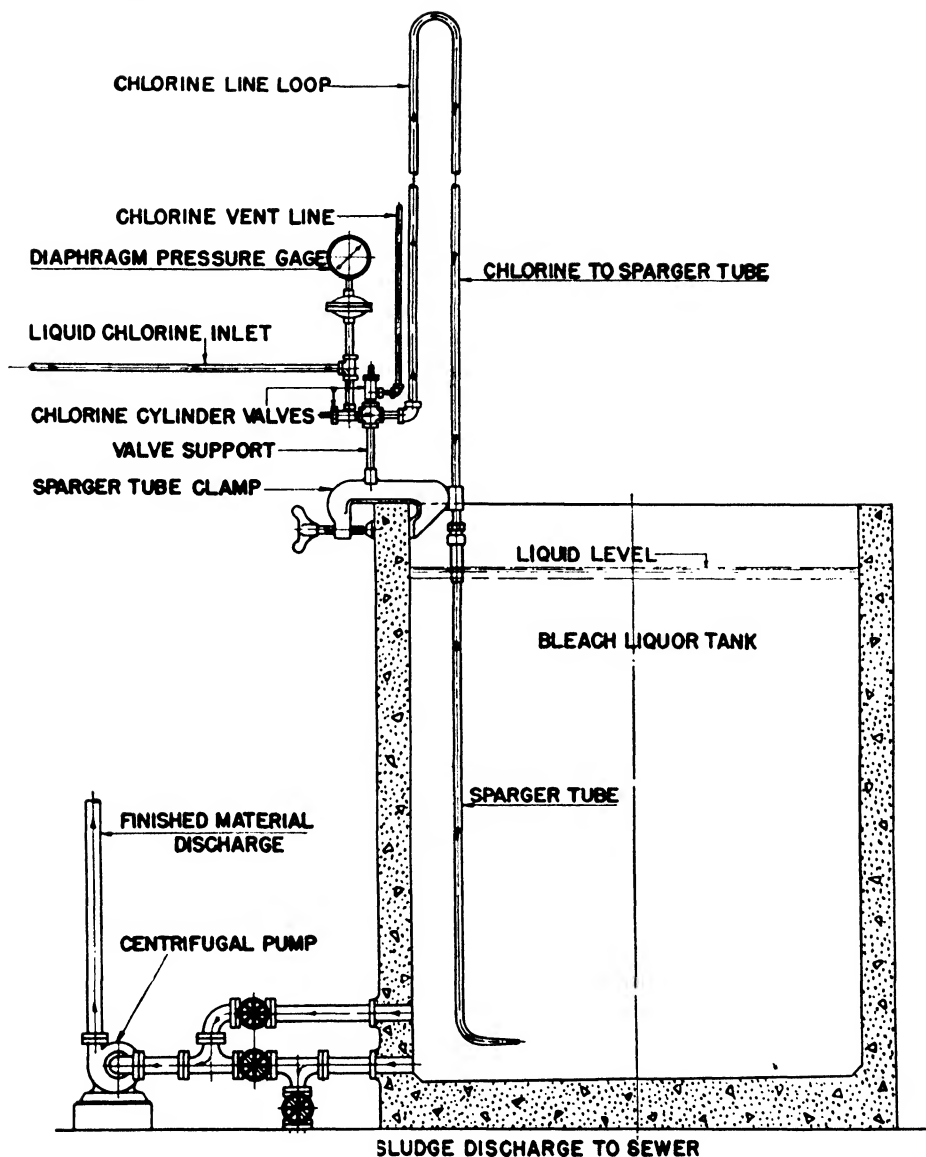 CHLORINE LINE LOOP
CHLORINE VENT LINE
DIAPHRAGM PRESSURE GAGE
CHLORINE TO SPARGER TUBE
LIQUID CHLORINE INLET
CHLORINE CYLINDER VALVES
VALVE SUPPORT
SPARGER TUBE CLAMP
LIQUID LEVEL
BLEACH LIQUOR TANK
SPARGER TUBE
FINISHED MATERIAL
DISCHARGE
CENTRIFUGAL PUMP
SLUDGE DISCHARGE TO SEWER